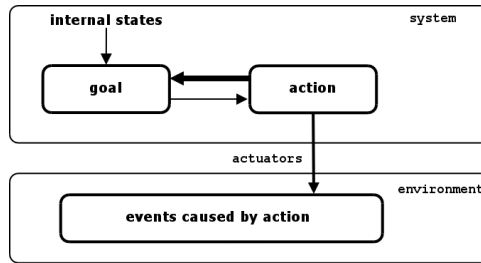 internal states
system
goal
action
actuators
environment
events caused by action